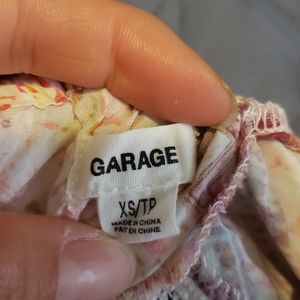 GARAGE
XS/TP
MADE IN CHINA
FAIT EN CHINE